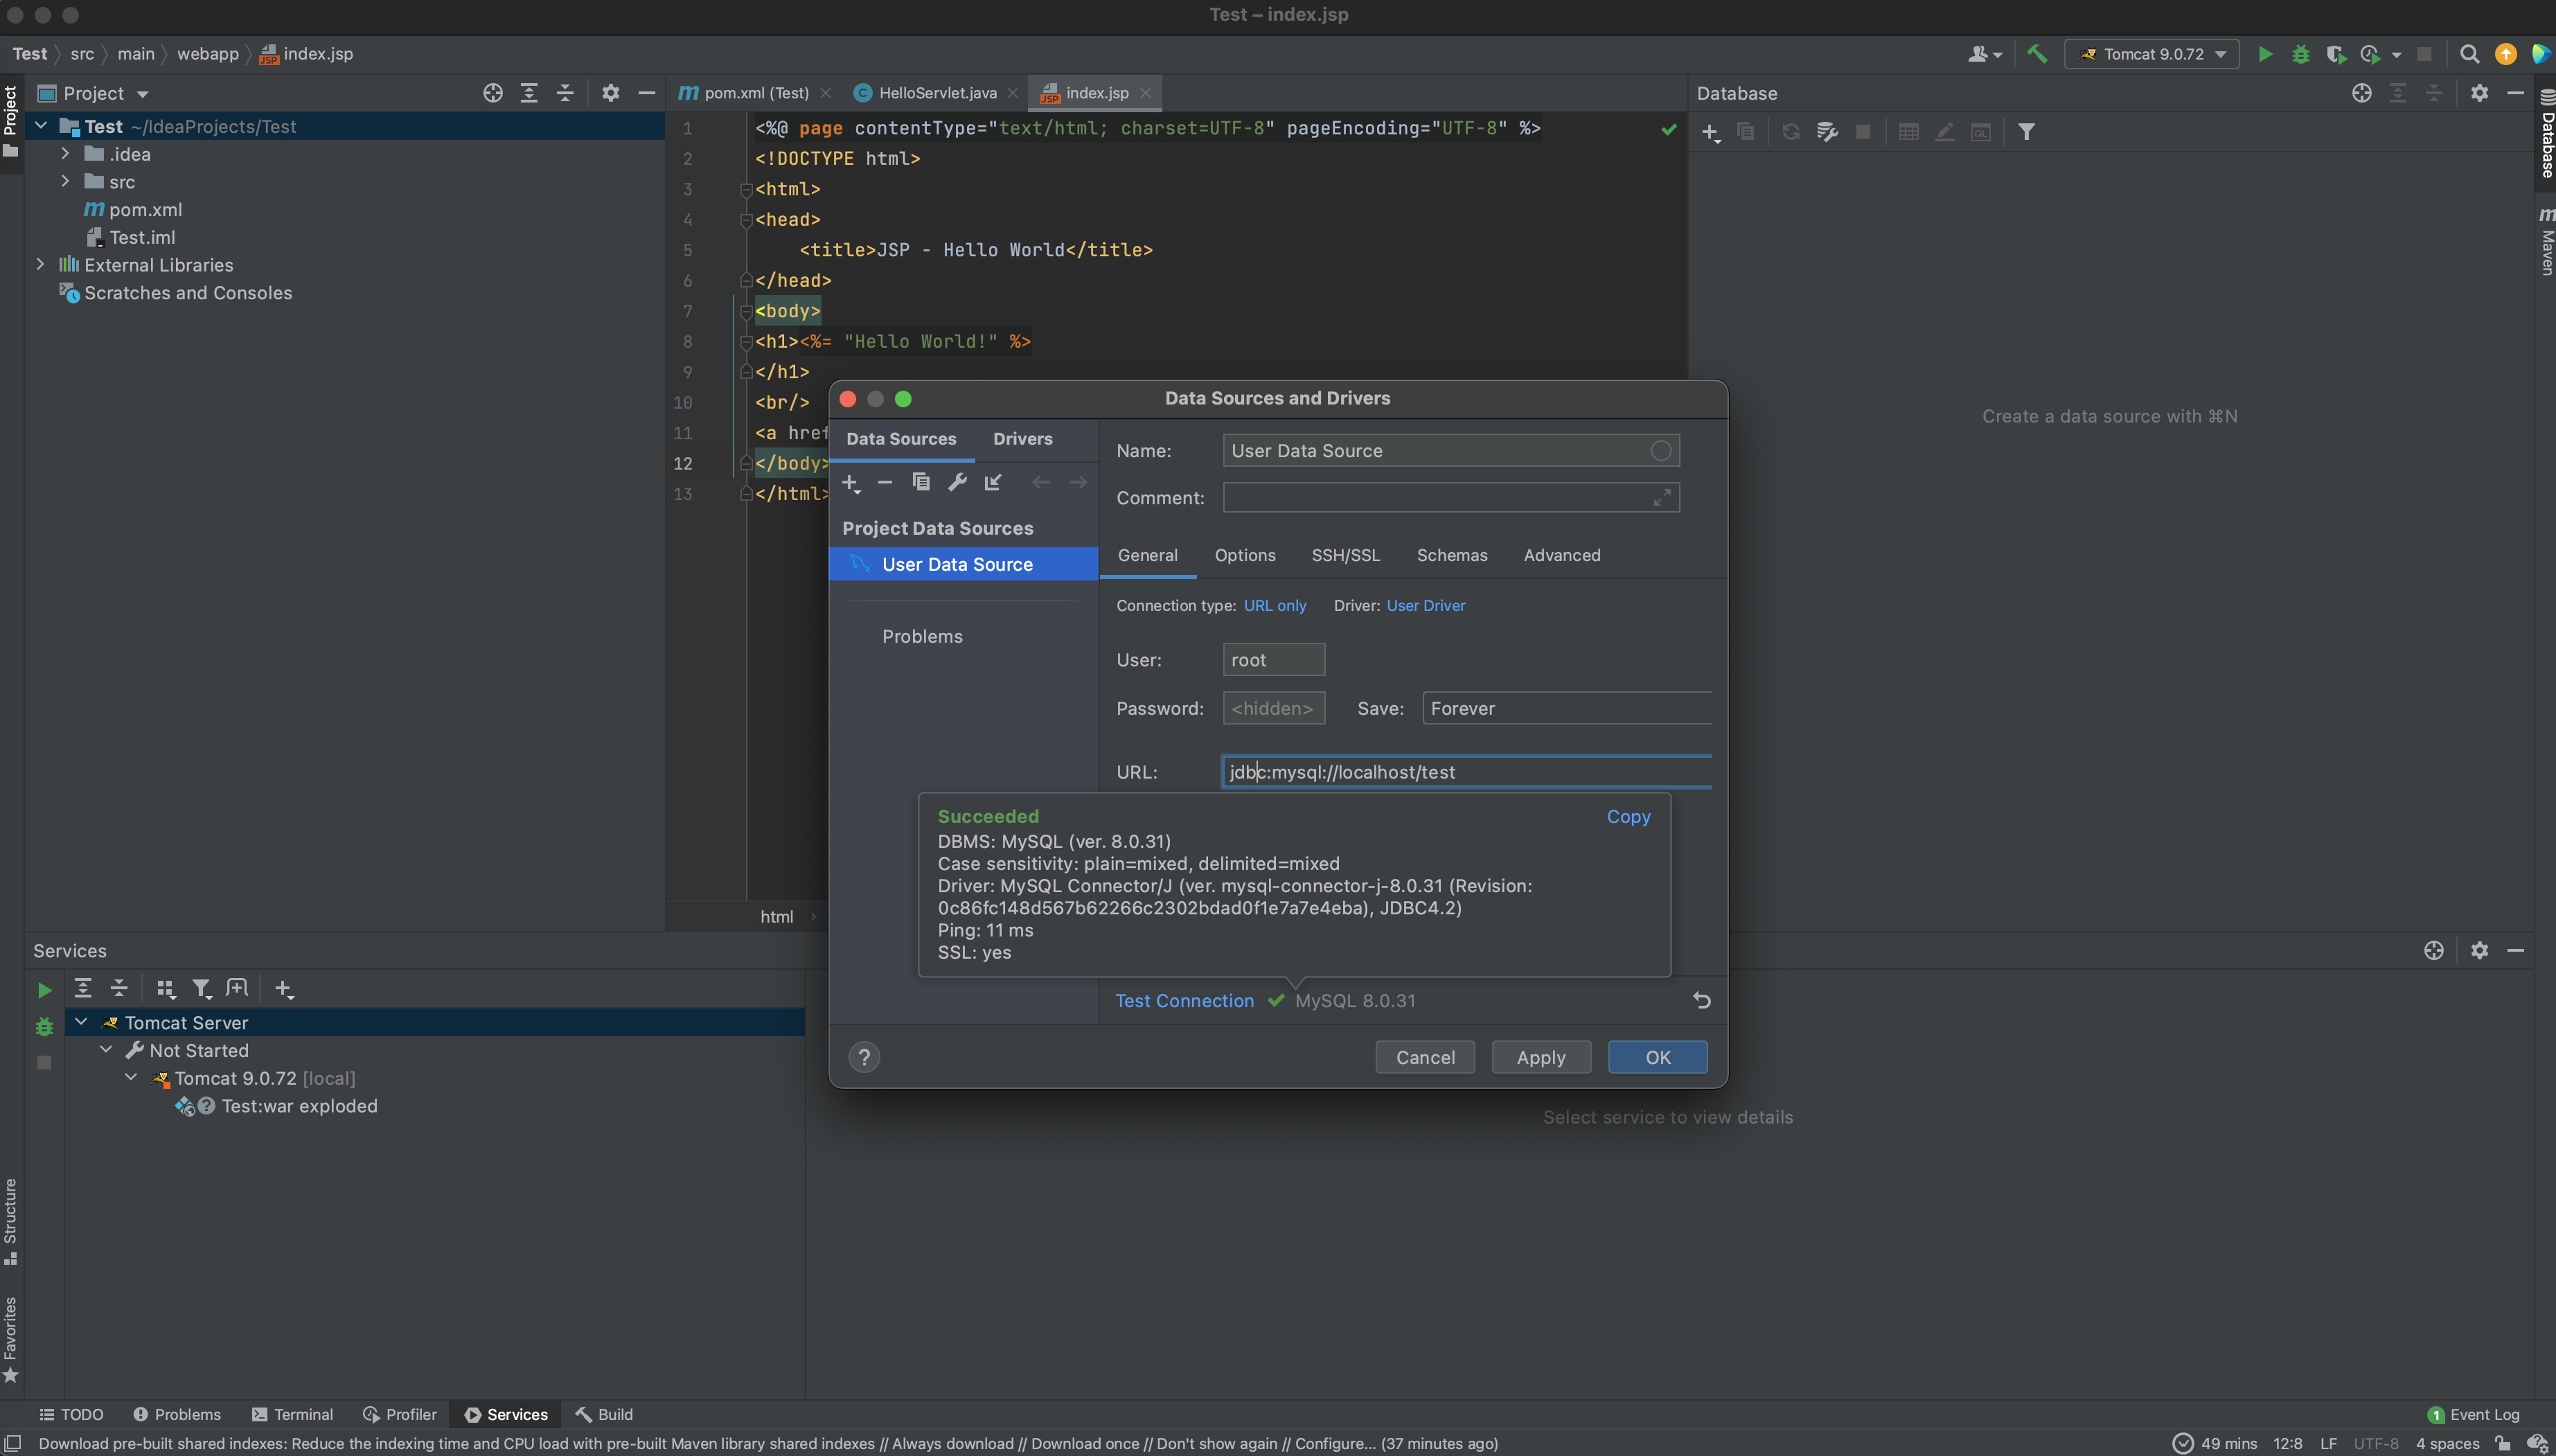 Test – index.jsp
Test src main webapp index.jsp
Tomcat 9.0.72
Project
Project
Test ~/IdeaProjects/Test
.idea
src
pom.xml
Test.iml
External Libraries
Scratches and Consoles
pom.xml (Test) HelloServlet.java index.jsp
1 <%@ page contentType="text/html; charset=UTF-8" pageEncoding="UTF-8" %>
2 <!DOCTYPE html>
3 <html>
4 <head>
5 <title>JSP - Hello World</title>
6 </head>
7 <body>
8 <h1><%= "Hello World!" %>
9 </h1>
10 <br/>
11 <a href
12 </body>
13 </html>
html
Database
Create a data source with ⌘N
Database
Maven
Data Sources and Drivers
Data Sources Drivers
Project Data Sources
User Data Source
Problems
Name: User Data Source
Comment:
General Options SSH/SSL Schemas Advanced
Connection type: URL only Driver: User Driver
User: root
Password: <hidden> Save: Forever
URL: jdbc:mysql://localhost/test
Succeeded Copy
DBMS: MySQL (ver. 8.0.31)
Case sensitivity: plain=mixed, delimited=mixed
Driver: MySQL Connector/J (ver. mysql-connector-j-8.0.31 (Revision:
0c86fc148d567b62266c2302bdad0f1e7a7e4eba), JDBC4.2)
Ping: 11 ms
SSL: yes
Test Connection MySQL 8.0.31
? Cancel Apply OK
Services
Tomcat Server
Not Started
Tomcat 9.0.72 [local]
Test:war exploded
Select service to view details
Structure
Favorites
TODO Problems Terminal Profiler Services Build
1 Event Log
Download pre-built shared indexes: Reduce the indexing time and CPU load with pre-built Maven library shared indexes // Always download // Download once // Don't show again // Configure... (37 minutes ago)
49 mins 12:8 LF UTF-8 4 spaces